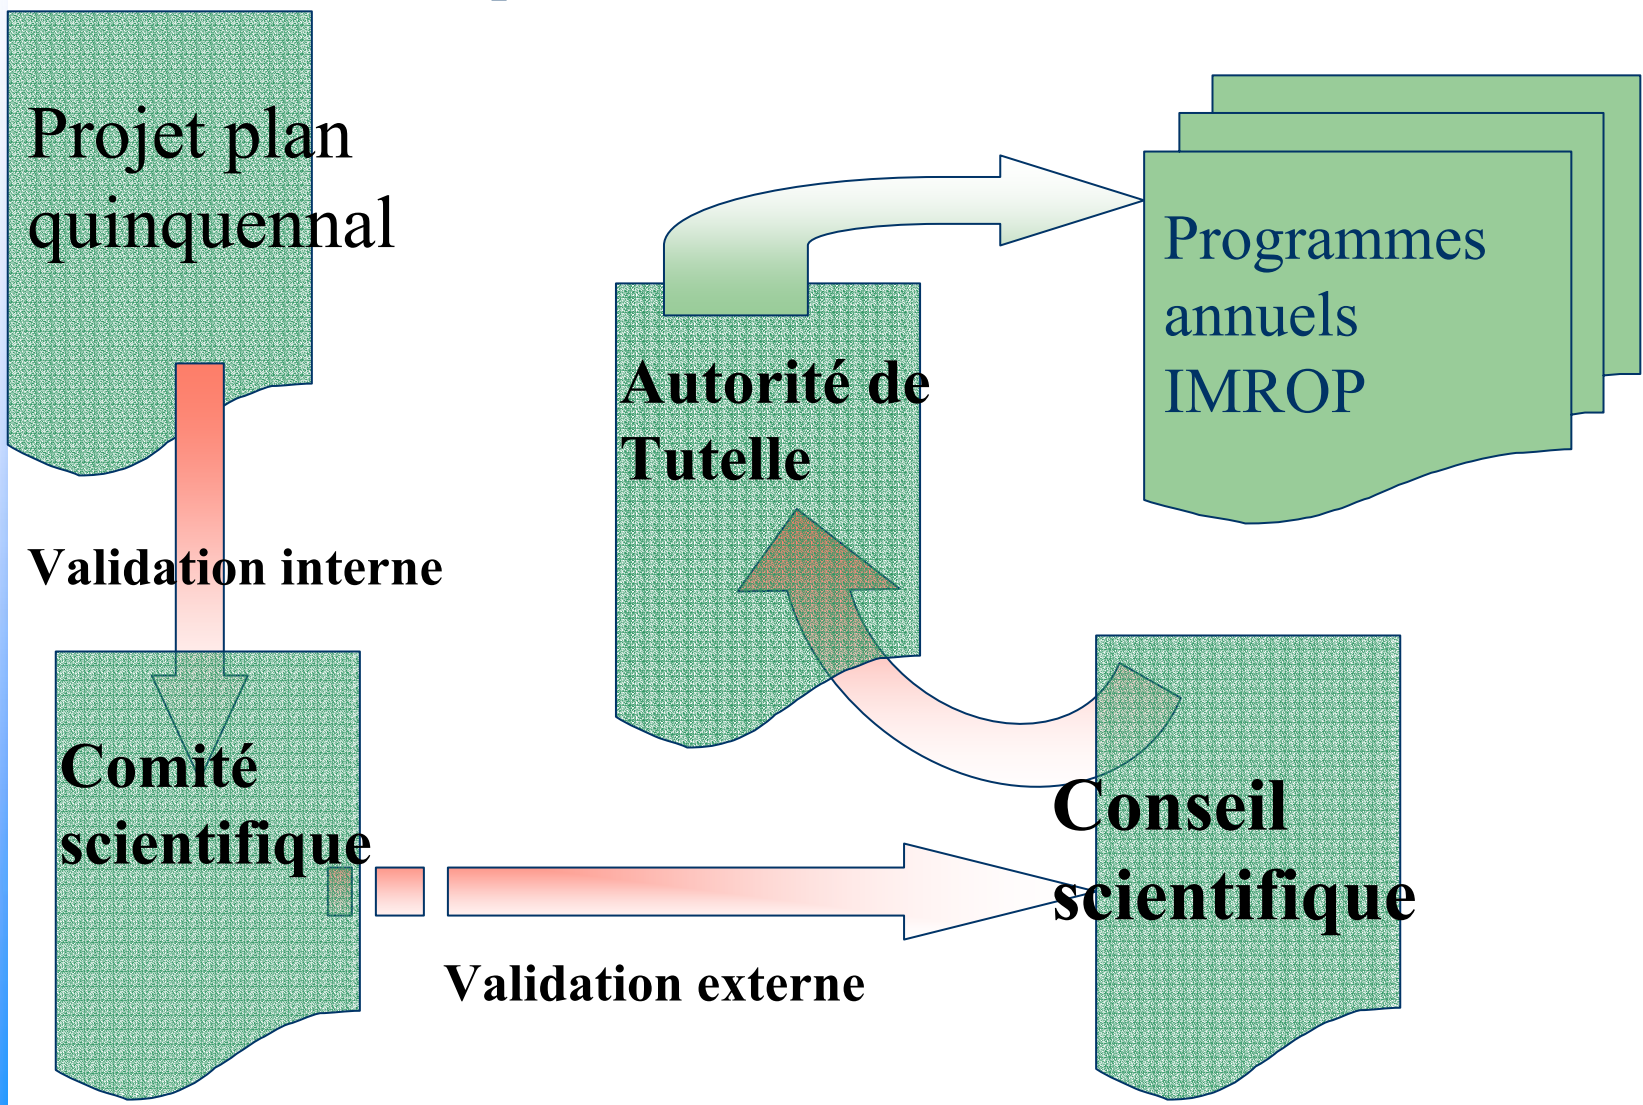 Projet plan
quinquennal
Programmes
annuels
IMROP
Autorité de
Tutelle
Validation interne
Comité
scientifique
Conseil
scientifique
Validation externe